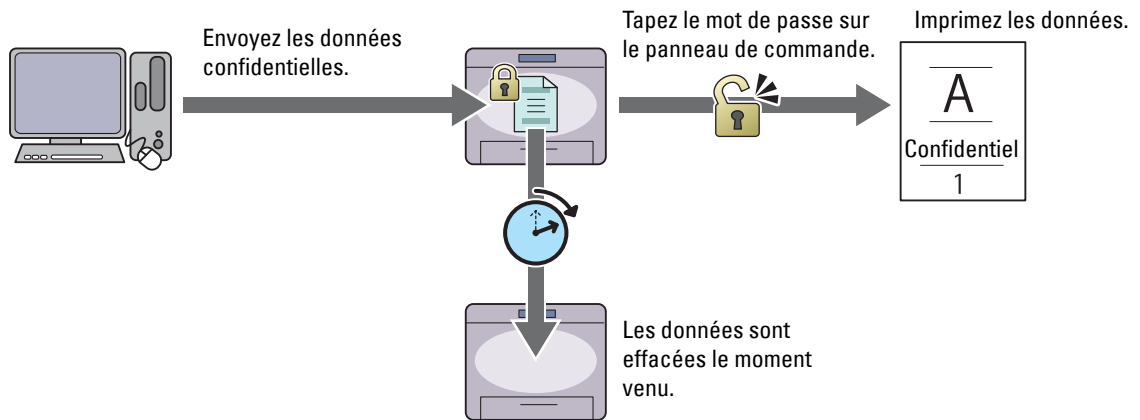 Envoyez les données
confidentielles.
Tapez le mot de passe sur
le panneau de commande.
Imprimez les données.
A
Confidentiel
1
Les données sont
effacées le moment
venu.